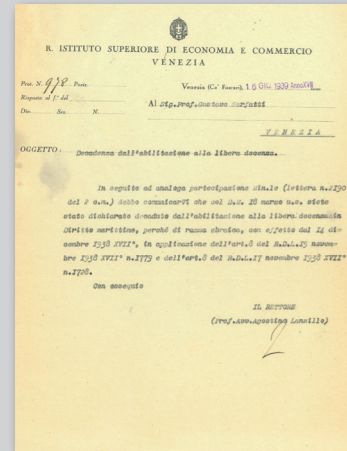 R. ISTITUTO SUPERIORE DI ECONOMIA E COMMERCIO
VENEZIA
Prot. N. 978 Posiz.
Venezia (Ca' Foscari), 16 GIU 1939 Anno XVII
Risposta al f.° del
Div. Sez. N.
Al Sig.Prof.Gustavo Sarfatti
VENEZIA
OGGETTO: Decadenza dall'abilitazione alla libera docenza.
In seguito ad analoga partecipazione Min.le (lettera n.2190
del 2 c.m.) debbo comunicarVi che col D.M. 18 marzo u.s. siete
stato dichiarato decaduto dall'abilitazione alla libera docenza in
Diritto marittimo, perchè di razza ebraica, con effetto dal 14 di=
cembre 1938 XVII°, in applicazione dell'art.8 del R.D.L.15 novem=
bre 1938 XVII° n.1779 e dell'art.8 del R.D.L.17 novembre 1938 XVII°
n.1728.
Con ossequio
IL RETTORE
(Prof.Avv.Agostino Lanzillo)